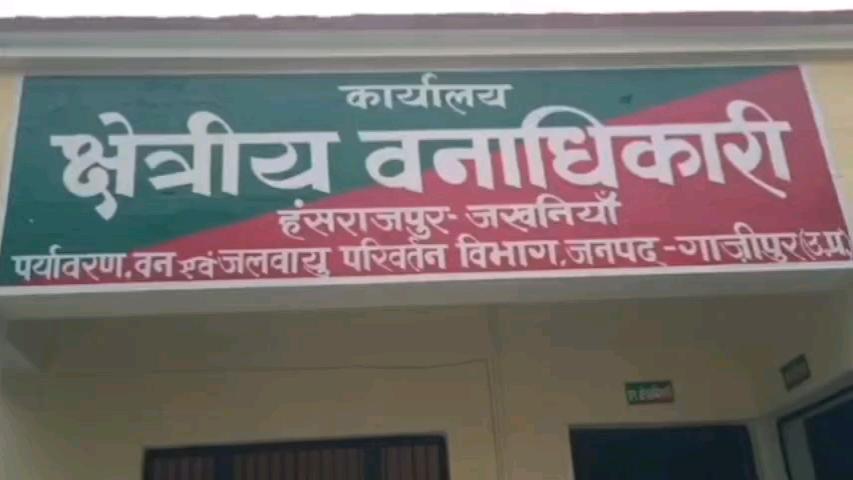 कार्यालय
क्षेत्रीय वनाधिकारी
हंसराजपुर-जखनियाँ
पर्यावरण, वन एवं जलवायु परिवर्तन विभाग, जनपद-गाज़ीपुर(उ.प्र.)